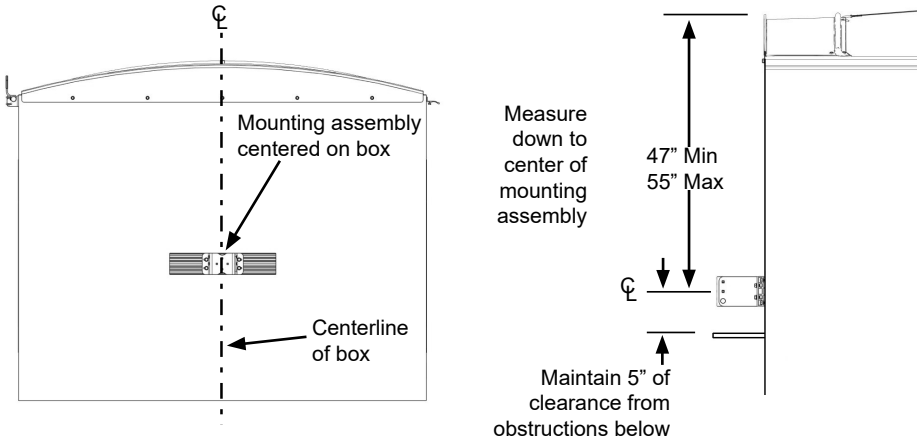 ℄
Mounting assembly
centered on box
Centerline
of box
Measure
down to
center of
mounting
assembly
47” Min
55” Max
℄
Maintain 5” of
clearance from
obstructions below